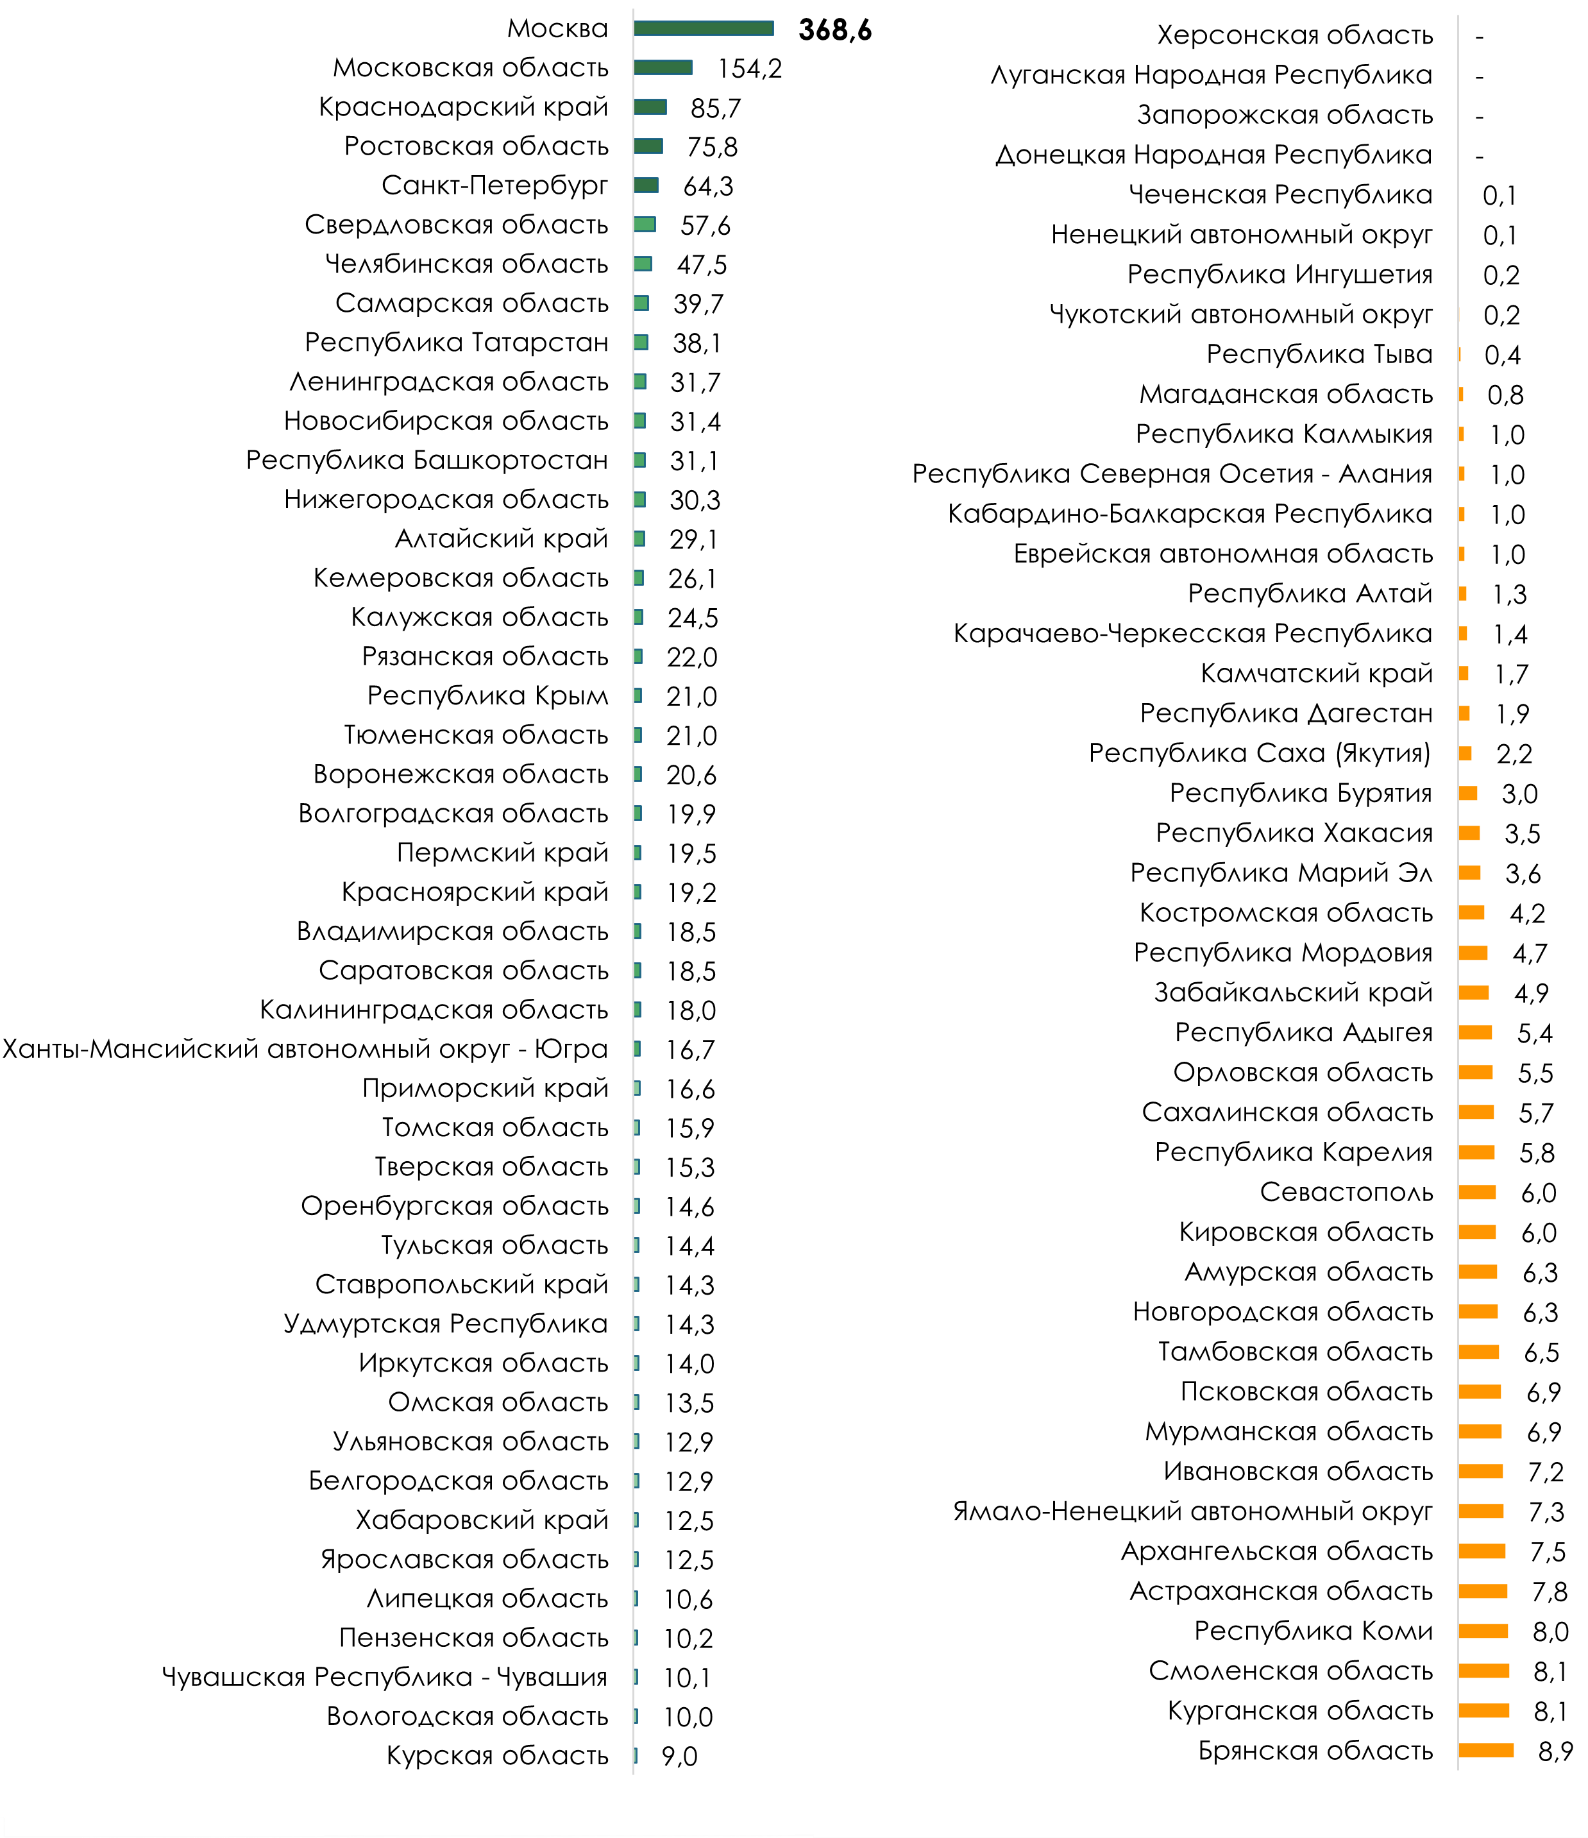 Москва 368,6
Московская область 154,2
Краснодарский край 85,7
Ростовская область 75,8
Санкт-Петербург 64,3
Свердловская область 57,6
Челябинская область 47,5
Самарская область 39,7
Республика Татарстан 38,1
Ленинградская область 31,7
Новосибирская область 31,4
Республика Башкортостан 31,1
Нижегородская область 30,3
Алтайский край 29,1
Кемеровская область 26,1
Калужская область 24,5
Рязанская область 22,0
Республика Крым 21,0
Тюменская область 21,0
Воронежская область 20,6
Волгоградская область 19,9
Пермский край 19,5
Красноярский край 19,2
Владимирская область 18,5
Саратовская область 18,5
Калининградская область 18,0
Ханты-Мансийский автономный округ - Югра 16,7
Приморский край 16,6
Томская область 15,9
Тверская область 15,3
Оренбургская область 14,6
Тульская область 14,4
Ставропольский край 14,3
Удмуртская Республика 14,3
Иркутская область 14,0
Омская область 13,5
Ульяновская область 12,9
Белгородская область 12,9
Хабаровский край 12,5
Ярославская область 12,5
Липецкая область 10,6
Пензенская область 10,2
Чувашская Республика - Чувашия 10,1
Вологодская область 10,0
Курская область 9,0
Херсонская область -
Луганская Народная Республика -
Запорожская область -
Донецкая Народная Республика -
Чеченская Республика 0,1
Ненецкий автономный округ 0,1
Республика Ингушетия 0,2
Чукотский автономный округ 0,2
Республика Тыва 0,4
Магаданская область 0,8
Республика Калмыкия 1,0
Республика Северная Осетия - Алания 1,0
Кабардино-Балкарская Республика 1,0
Еврейская автономная область 1,0
Республика Алтай 1,3
Карачаево-Черкесская Республика 1,4
Камчатский край 1,7
Республика Дагестан 1,9
Республика Саха (Якутия) 2,2
Республика Бурятия 3,0
Республика Хакасия 3,5
Республика Марий Эл 3,6
Костромская область 4,2
Республика Мордовия 4,7
Забайкальский край 4,9
Республика Адыгея 5,4
Орловская область 5,5
Сахалинская область 5,7
Республика Карелия 5,8
Севастополь 6,0
Кировская область 6,0
Амурская область 6,3
Новгородская область 6,3
Тамбовская область 6,5
Псковская область 6,9
Мурманская область 6,9
Ивановская область 7,2
Ямало-Ненецкий автономный округ 7,3
Архангельская область 7,5
Астраханская область 7,8
Республика Коми 8,0
Смоленская область 8,1
Курганская область 8,1
Брянская область 8,9